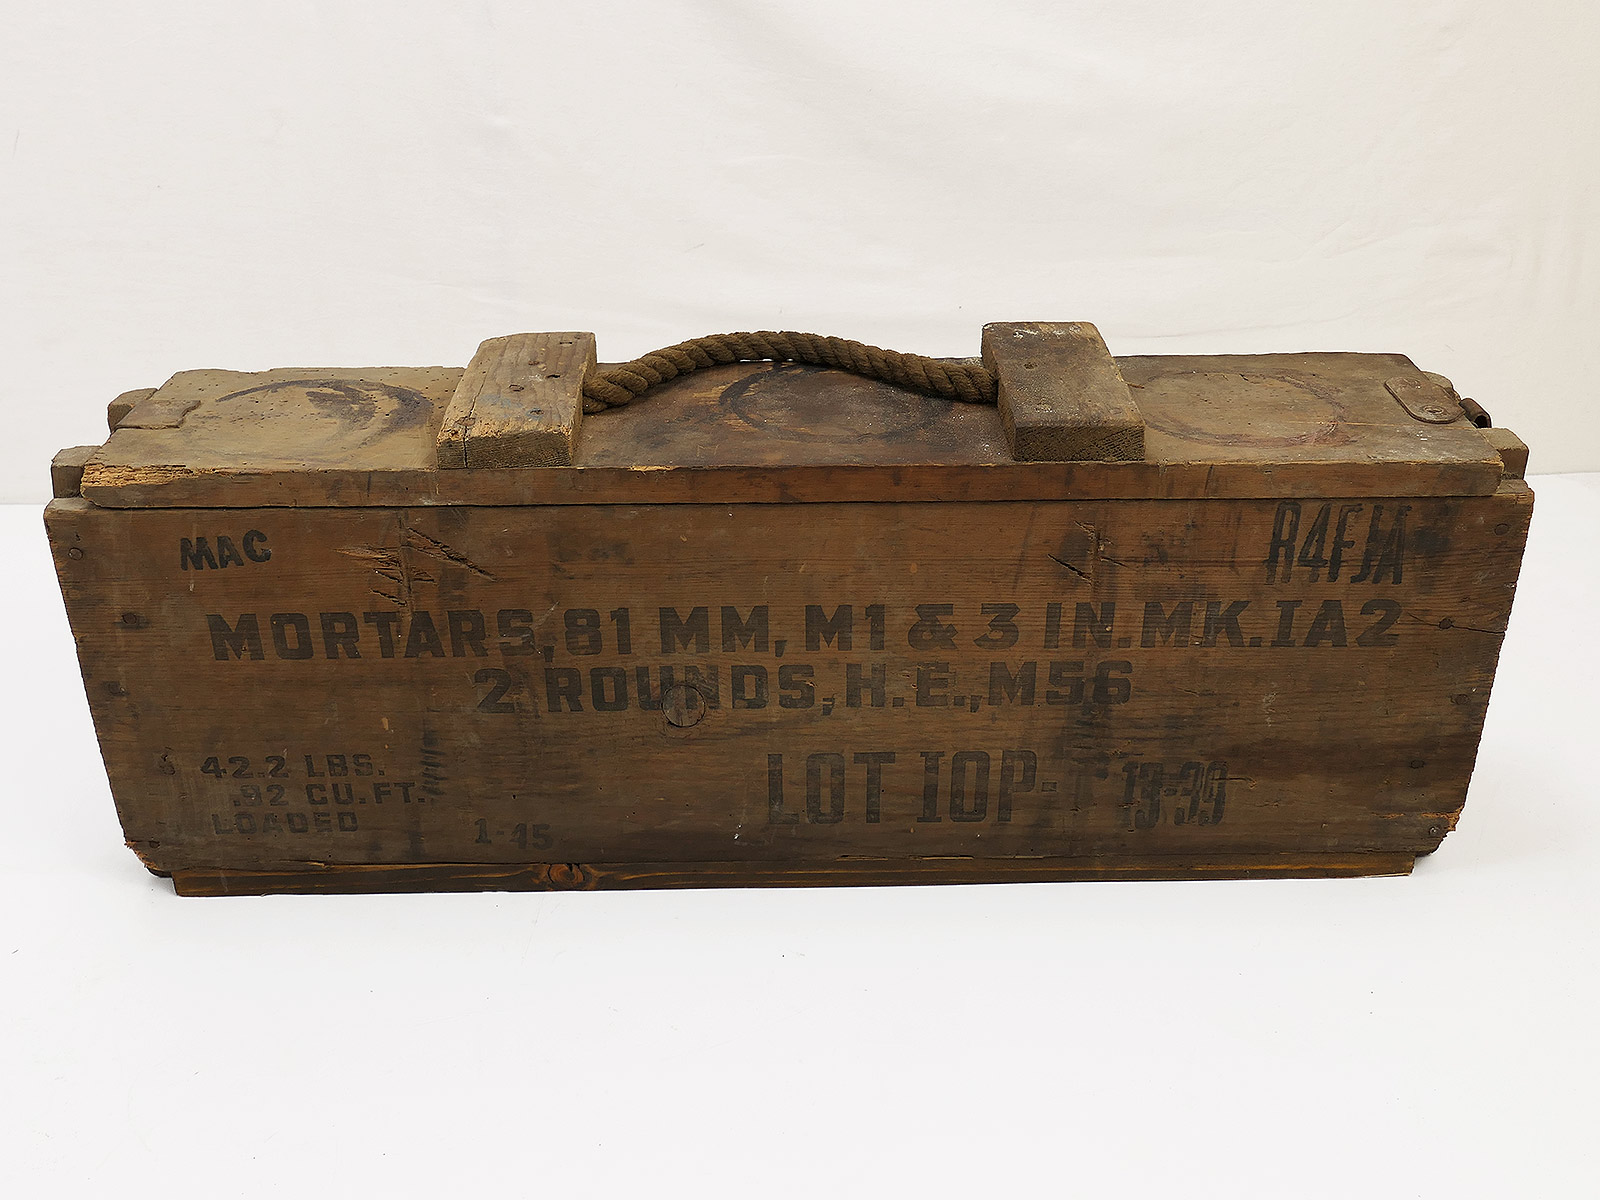 MAC
R4FJA
MORTARS, 81 MM, M1 & 3 IN. MK. IA2
2 ROUNDS, H.E., M56
42.2 LBS.
.92 CU. FT.
LOADED
1-45
LOT IOP-